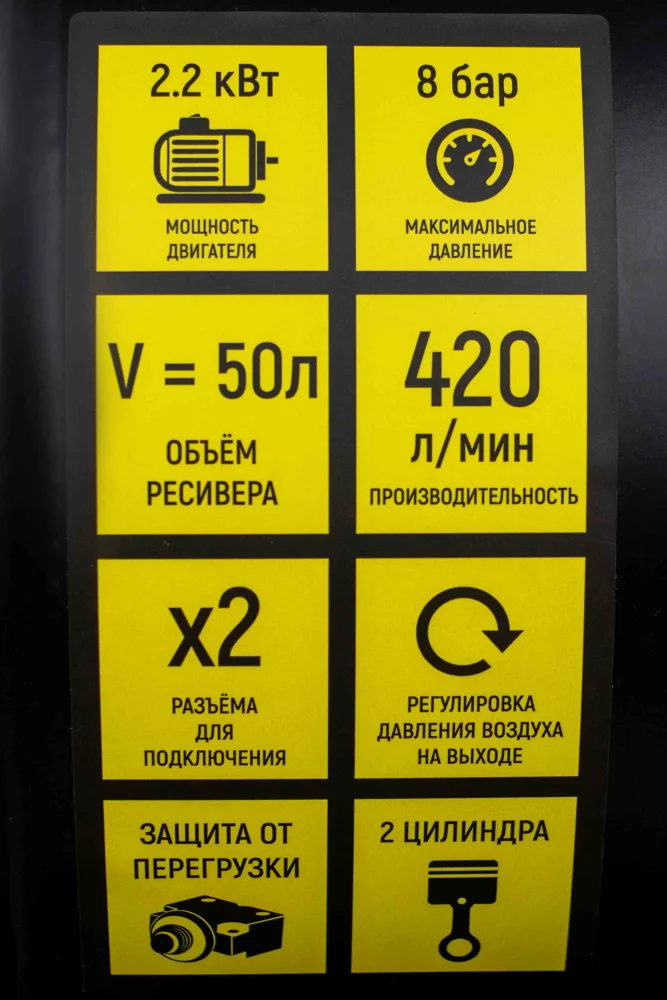 2.2 кВт
МОЩНОСТЬ
ДВИГАТЕЛЯ
8 бар
МАКСИМАЛЬНОЕ
ДАВЛЕНИЕ
V = 50л
ОБЪЁМ
РЕСИВЕРА
420
л/мин
ПРОИЗВОДИТЕЛЬНОСТЬ
x2
РАЗЪЁМА
ДЛЯ
ПОДКЛЮЧЕНИЯ
РЕГУЛИРОВКА
ДАВЛЕНИЯ ВОЗДУХА
НА ВЫХОДЕ
ЗАЩИТА ОТ
ПЕРЕГРУЗКИ
2 ЦИЛИНДРА